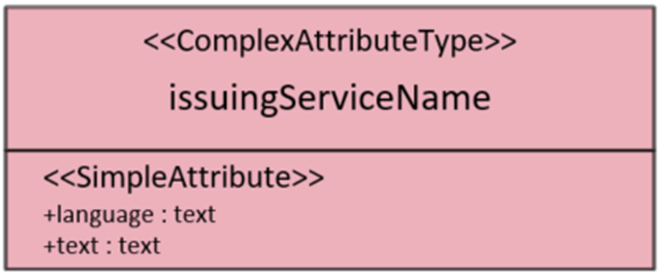 <<ComplexAttributeType>>
issuingServiceName
<<SimpleAttribute>>
+language : text
+text : text